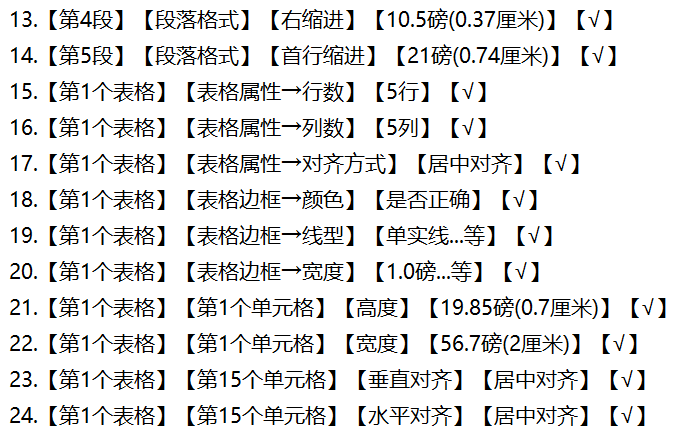 13.【第4段】【段落格式】【右缩进】【10.5磅(0.37厘米)】【√】
14.【第5段】【段落格式】【首行缩进】【21磅(0.74厘米)】【√】
15.【第1个表格】【表格属性→行数】【5行】【√】
16.【第1个表格】【表格属性→列数】【5列】【√】
17.【第1个表格】【表格属性→对齐方式】【居中对齐】【√】
18.【第1个表格】【表格边框→颜色】【是否正确】【√】
19.【第1个表格】【表格边框→线型】【单实线...等】【√】
20.【第1个表格】【表格边框→宽度】【1.0磅...等】【√】
21.【第1个表格】【第1个单元格】【高度】【19.85磅(0.7厘米)】【√】
22.【第1个表格】【第1个单元格】【宽度】【56.7磅(2厘米)】【√】
23.【第1个表格】【第15个单元格】【垂直对齐】【居中对齐】【√】
24.【第1个表格】【第15个单元格】【水平对齐】【居中对齐】【√】